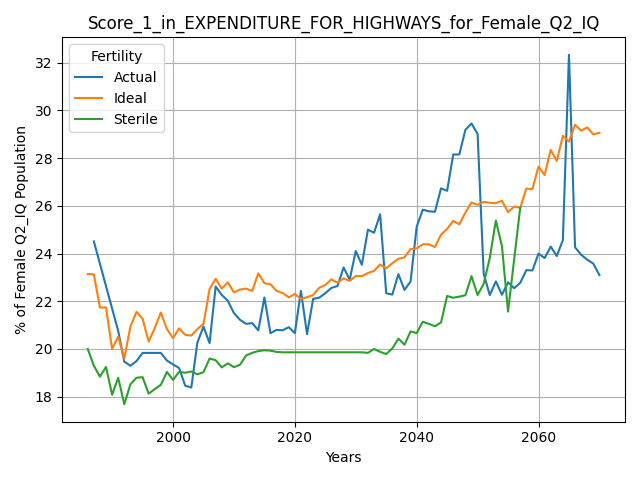 Score_1_in_EXPENDITURE_FOR_HIGHWAYS_for_Female_Q2_IQ
Fertility
Actual
Ideal
Sterile
% of Female Q2_IQ Population
32
30
28
26
24
22
20
18
2000
2020
2040
2060
Years